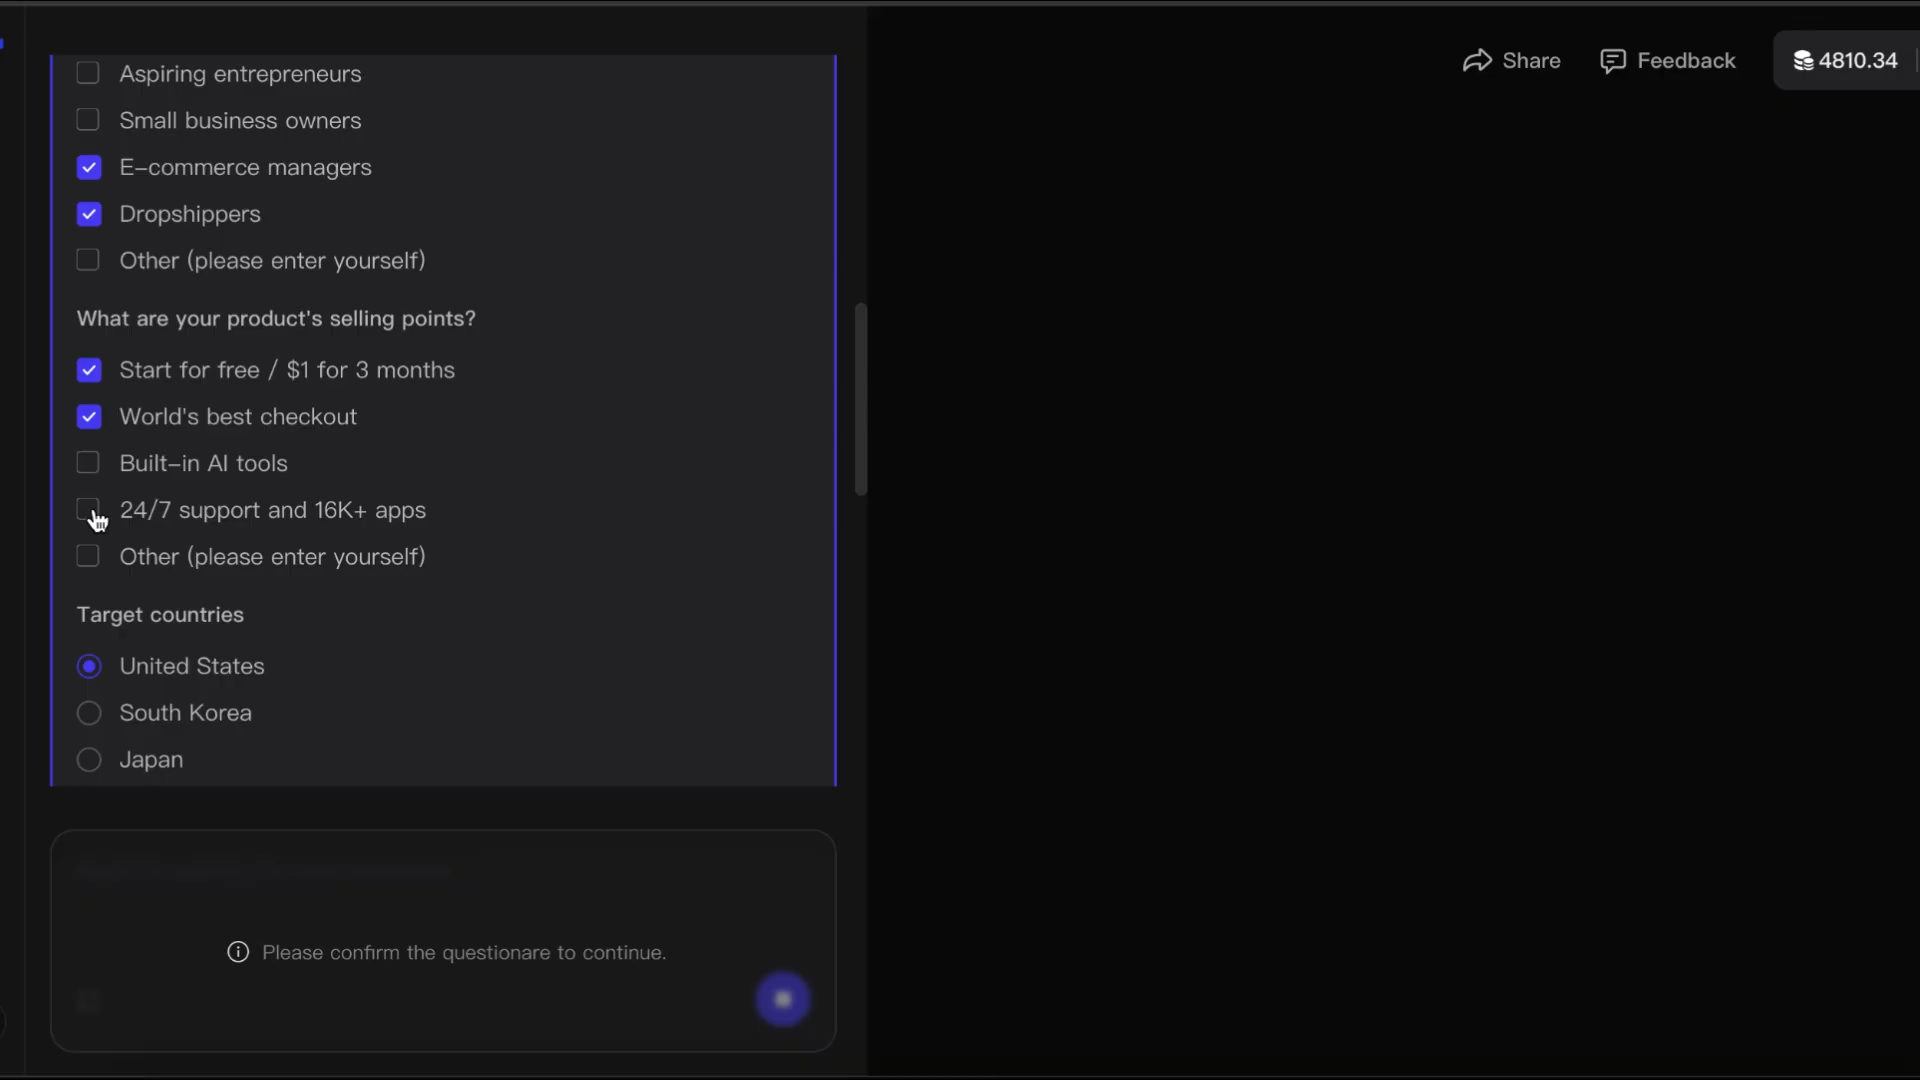 Aspiring entrepreneurs
Small business owners
E-commerce managers
Dropshippers
Other (please enter yourself)
What are your product's selling points?
Start for free / $1 for 3 months
World's best checkout
Built-in AI tools
24/7 support and 16K+ apps
Other (please enter yourself)
Target countries
United States
South Korea
Japan
Please confirm the questionare to continue.
Share
Feedback
4810.34